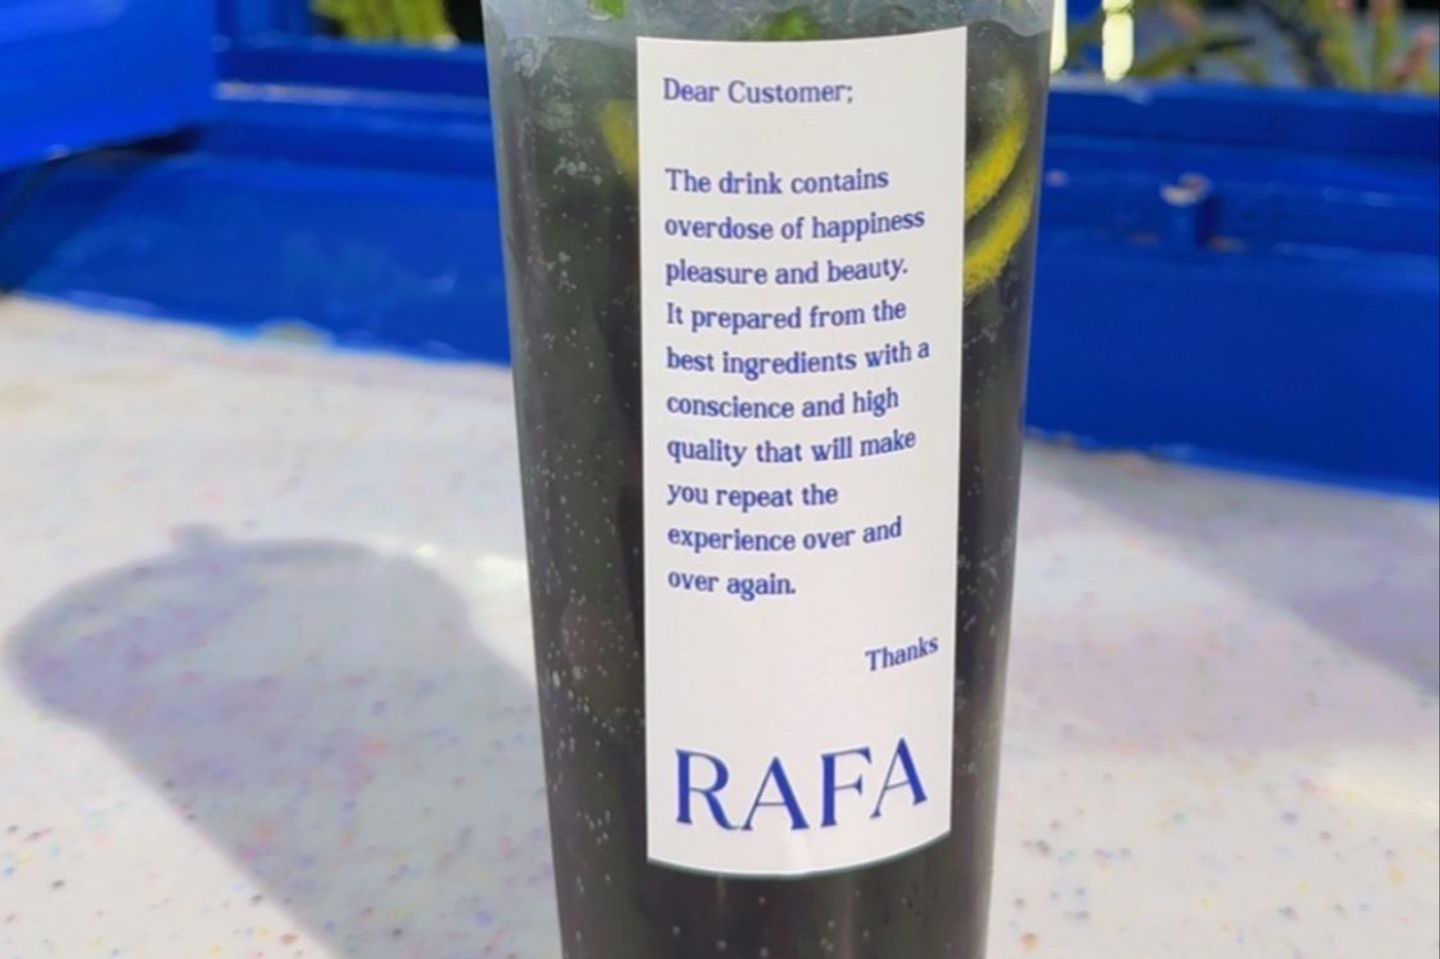 Dear Customer;
The drink contains
overdose of happiness
pleasure and beauty.
It prepared from the
best ingredients with a
conscience and high
quality that will make
you repeat the
experience over and
over again.
Thanks
RAFA